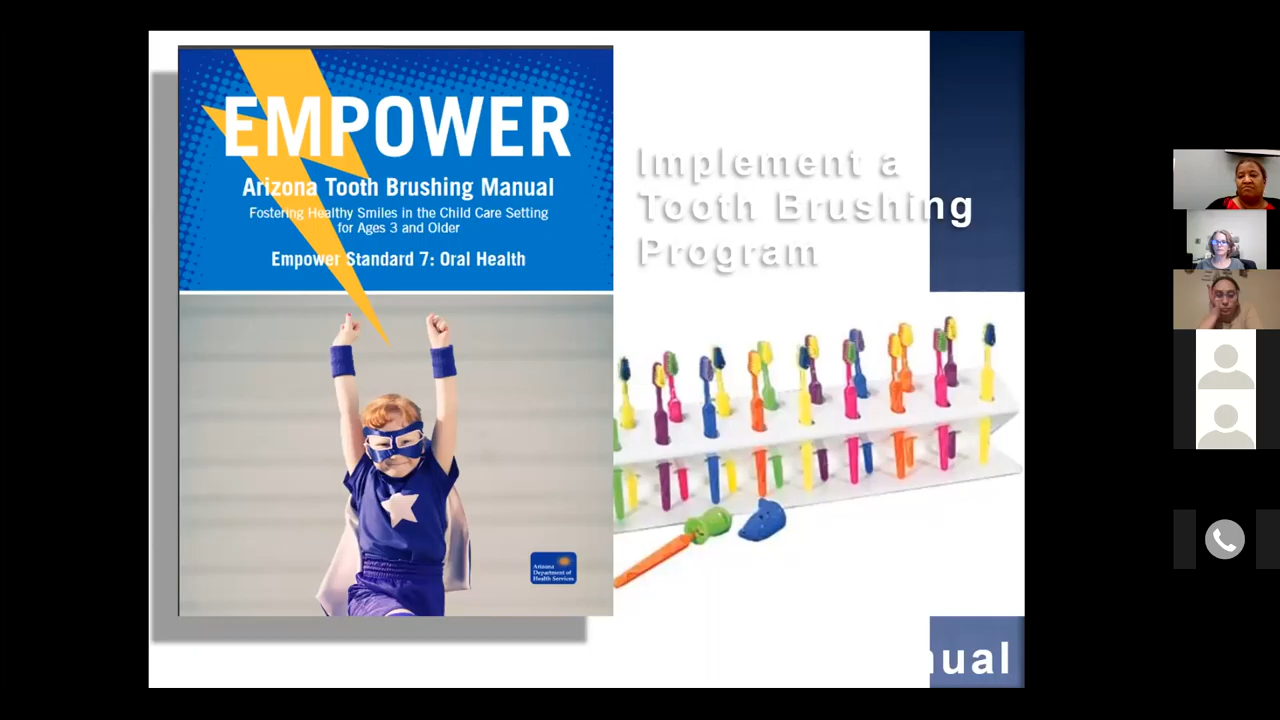 EMPOWER
Arizona Tooth Brushing Manual
Fostering Healthy Smiles in the Child Care Setting
for Ages 3 and Older
Empower Standard 7: Oral Health
Arizona
Department of
Health Services
Implement a
Tooth Brushing
Program
nual